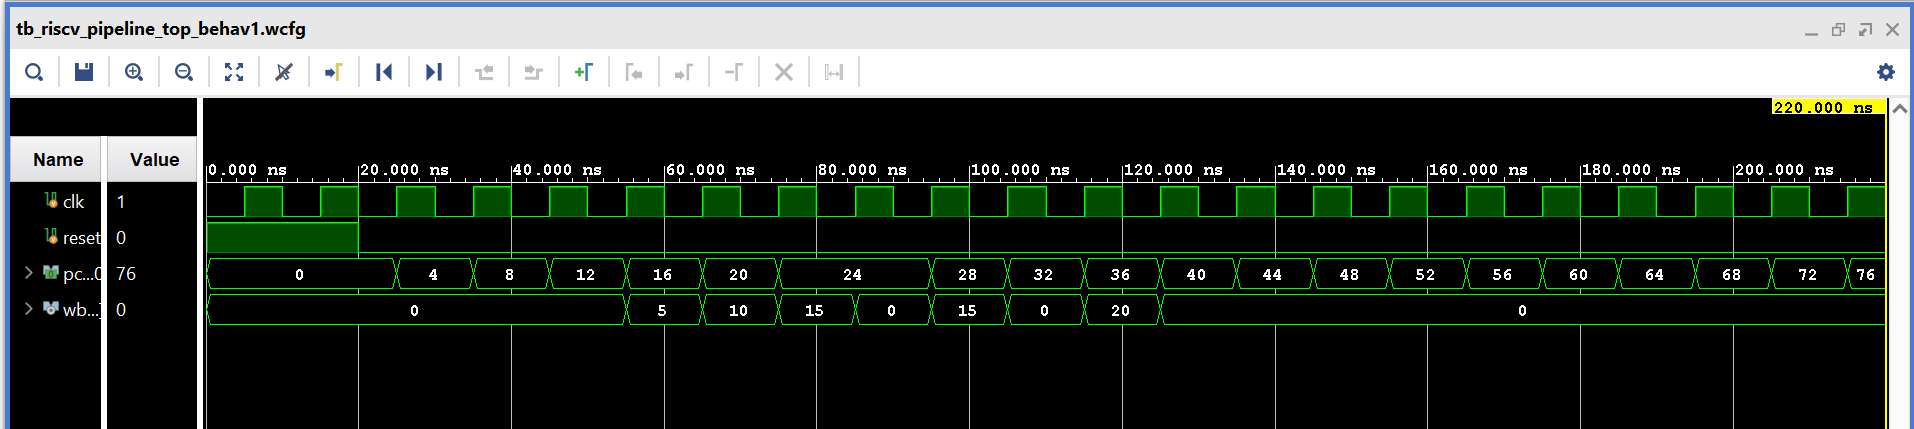 tb_riscv_pipeline_top_behav1.wcfg
220.000 ns
Name Value
0.000 ns 20.000 ns 40.000 ns 60.000 ns 80.000 ns 100.000 ns 120.000 ns 140.000 ns 160.000 ns 180.000 ns 200.000 ns
clk 1
reset 0
pc...0 76 0 4 8 12 16 20 24 28 32 36 40 44 48 52 56 60 64 68 72 76
wb...] 0 0 5 10 15 0 15 0 20 0